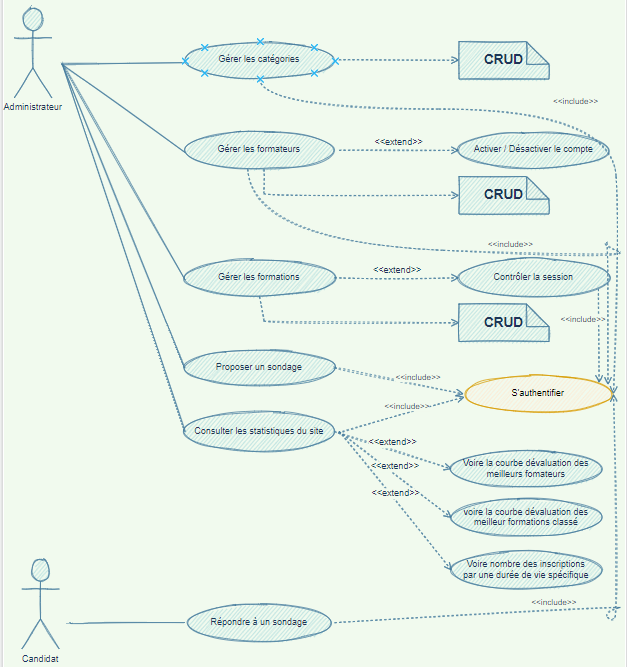 Administrateur
Gérer les catégories
CRUD
<<include>>
Gérer les formateurs
<<extend>>
Activer / Désactiver le compte
CRUD
<<include>>
Gérer les formations
<<extend>>
Contrôler la session
CRUD
<<include>>
Proposer un sondage
<<include>>
S'authentifier
<<include>>
Consulter les statistiques du site
<<extend>>
Voire la courbe dévaluation des
meilleurs fomateurs
<<extend>>
<<extend>>
voire la courbe dévaluation des
meilleur formations classé
Voire nombre des inscriptions
par une durée de vie spécifique
<<include>>
Répondre à un sondage
Candidat